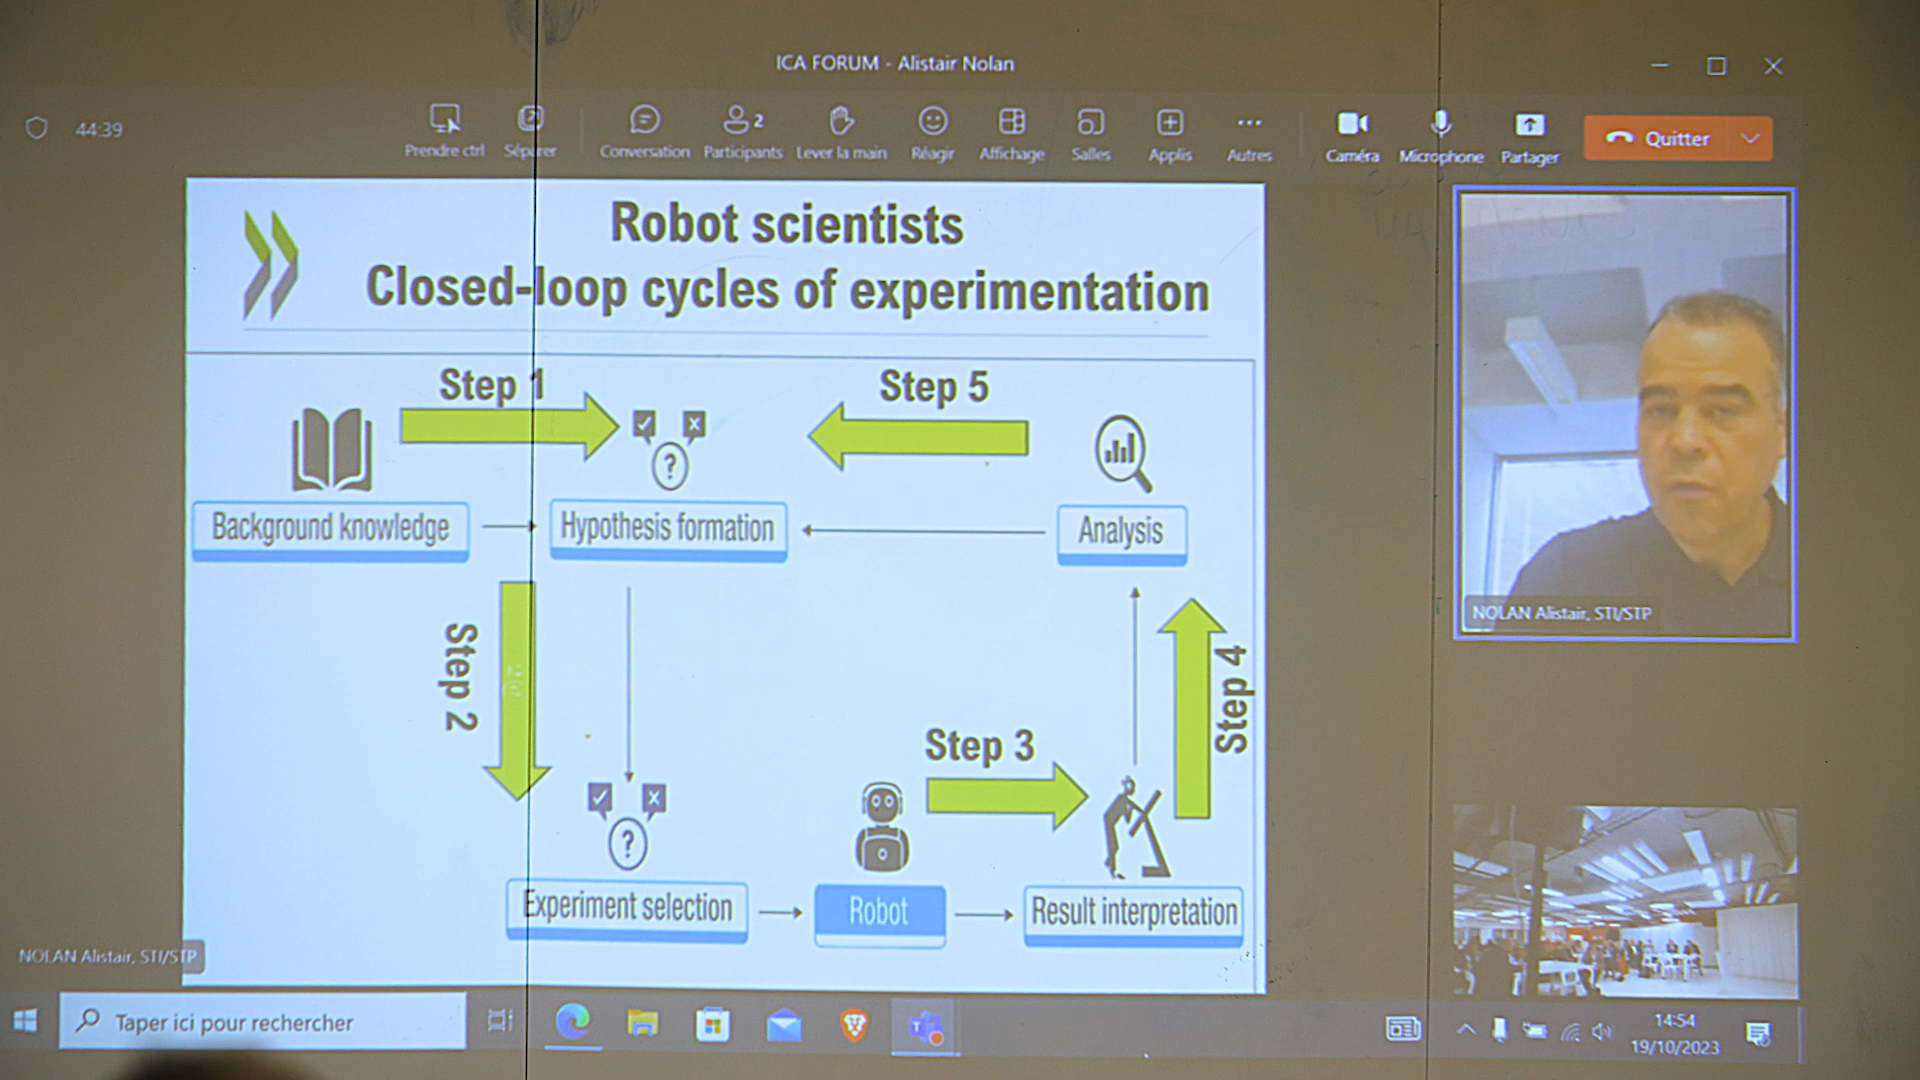 ICA FORUM - Alistair Nolan
44:39
Prendre ctrl
Séparer
Conversation
Participants
2
Lever la main
Réagir
Affichage
Salles
Applis
Autres
Caméra
Microphone
Partager
Quitter
Robot scientists
Closed-loop cycles of experimentation
Step 1
Step 5
Background knowledge
Hypothesis formation
Analysis
Step 2
Step 3
Step 4
Experiment selection
Robot
Result interpretation
NOLAN Alistair, STI/STP
NOLAN Alistair, STI/STP
Taper ici pour rechercher
14:54
19/10/2023